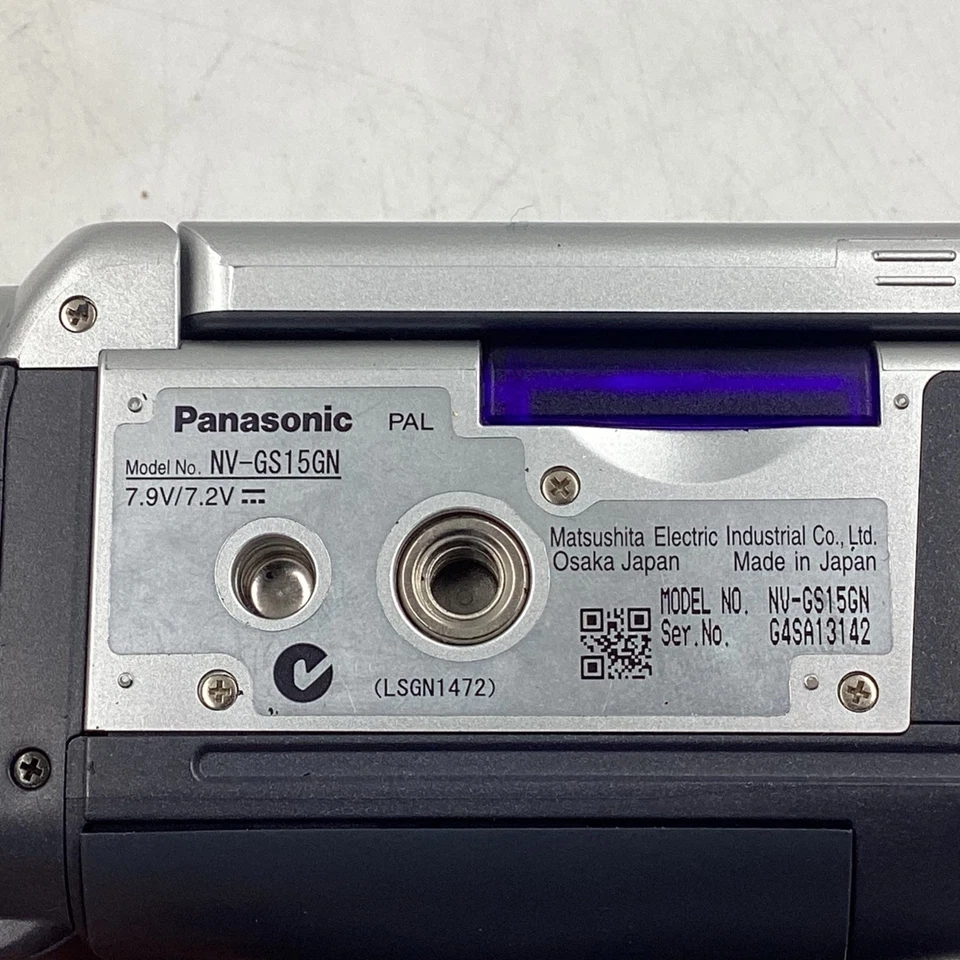 Panasonic PAL
Model No. NV-GS15GN
7.9V/7.2V
Matsushita Electric Industrial Co., Ltd.
Osaka Japan Made in Japan
MODEL NO. NV-GS15GN
Ser.No. G4SA13142
(LSGN1472)